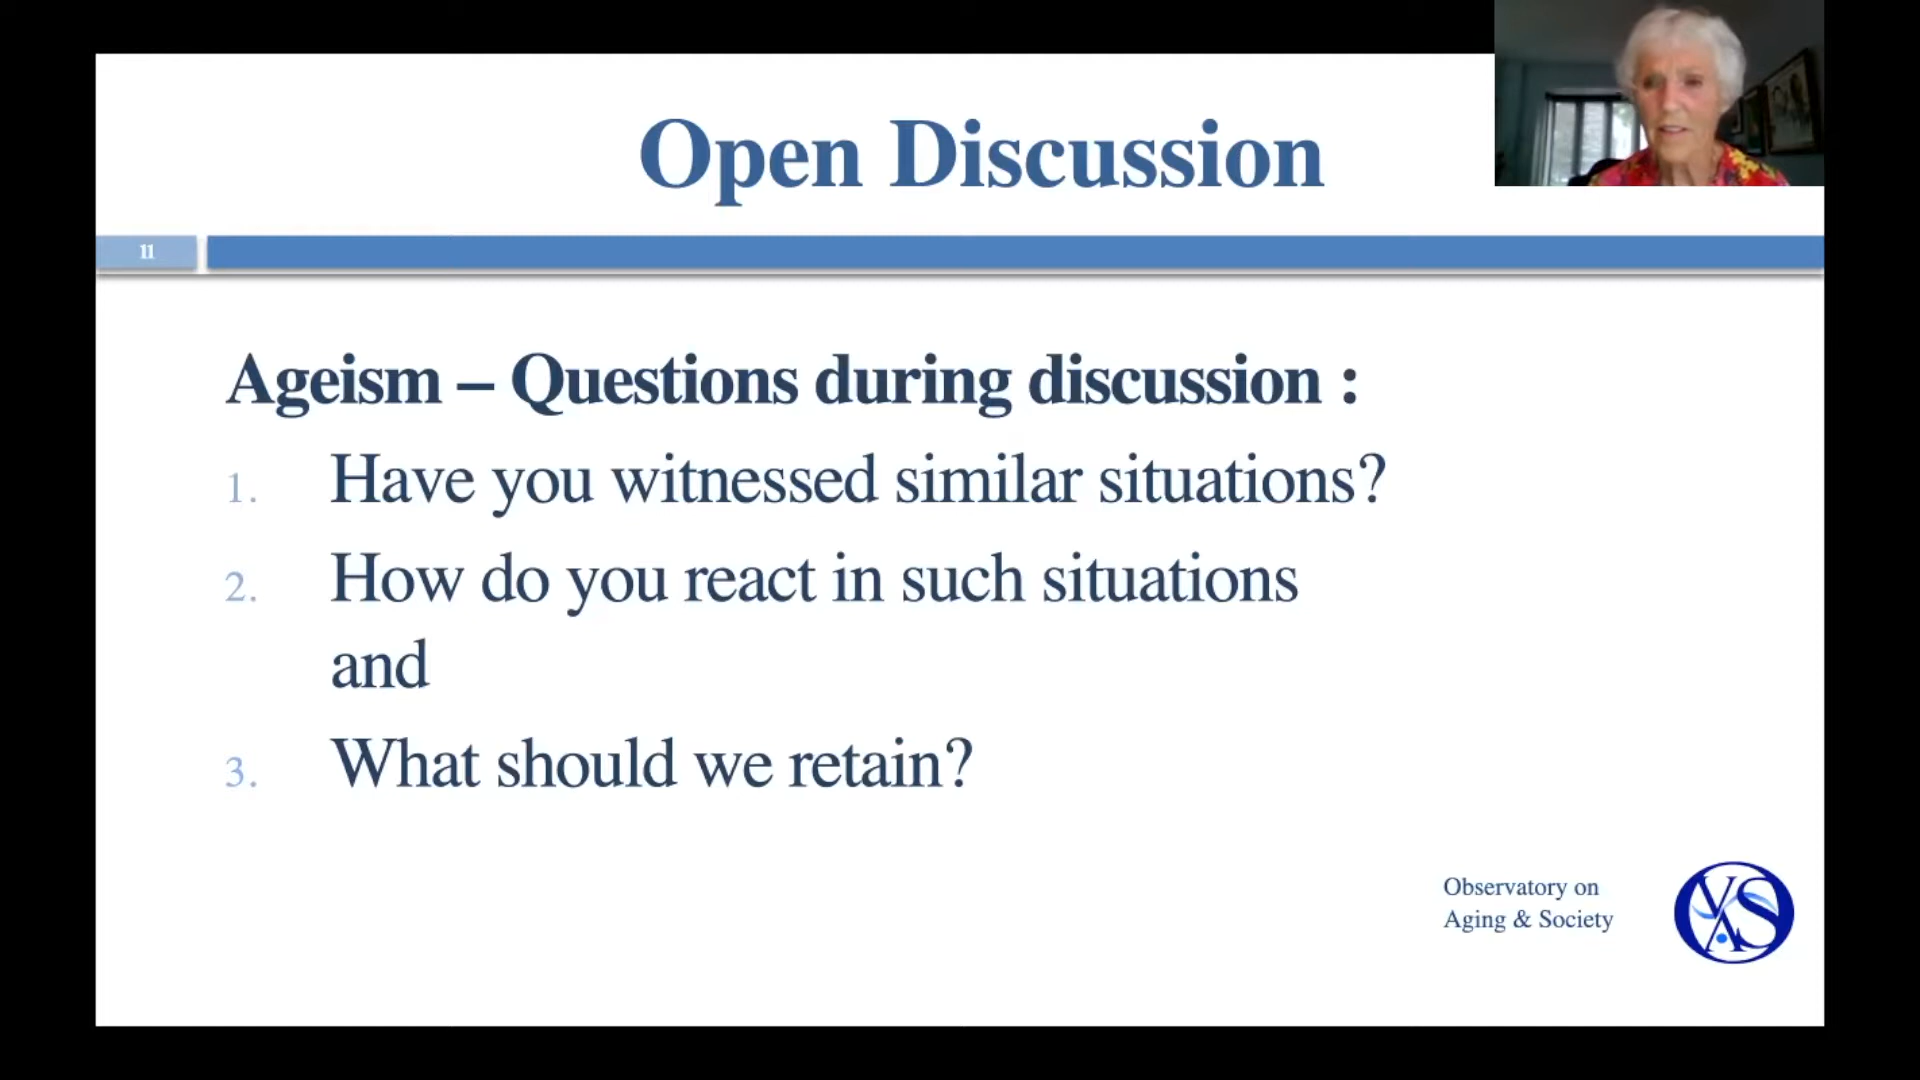 Open Discussion
11
Ageism – Questions during discussion :
1. Have you witnessed similar situations?
2. How do you react in such situations
and
3. What should we retain?
Observatory on
Aging & Society
OVAS